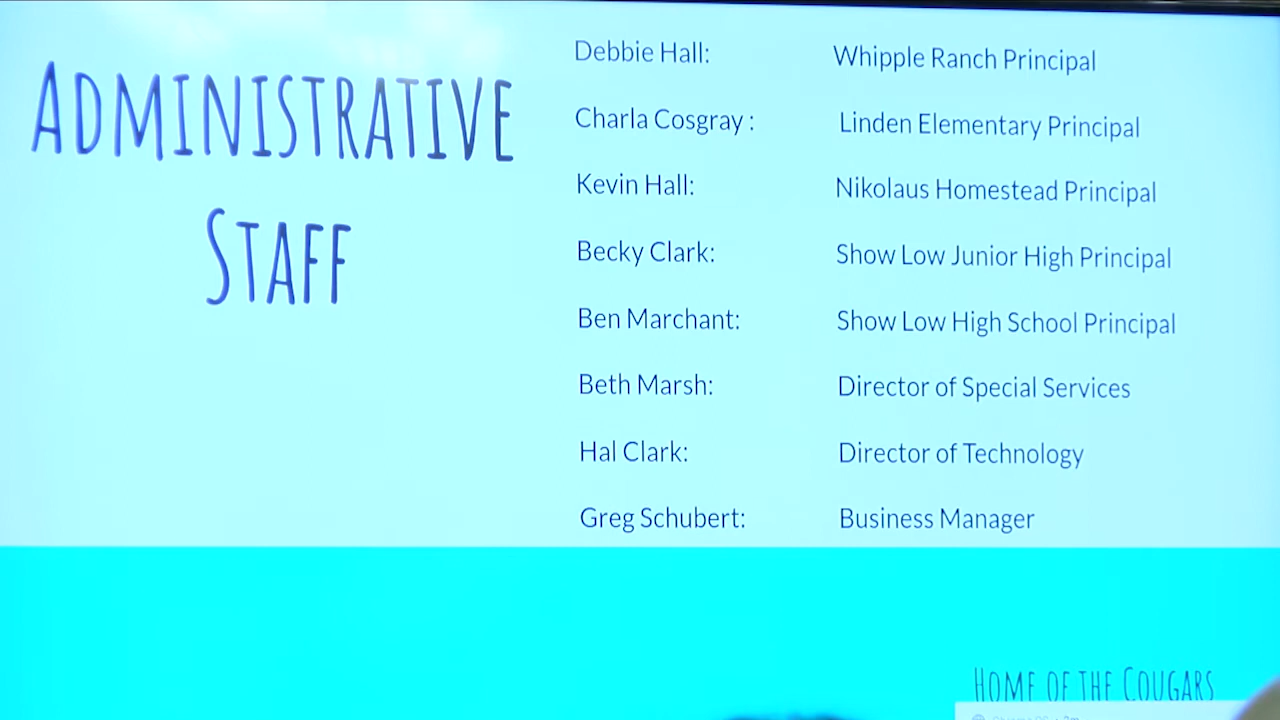 ADMINISTRATIVE
STAFF
Debbie Hall: Whipple Ranch Principal
Charla Cosgray : Linden Elementary Principal
Kevin Hall: Nikolaus Homestead Principal
Becky Clark: Show Low Junior High Principal
Ben Marchant: Show Low High School Principal
Beth Marsh: Director of Special Services
Hal Clark: Director of Technology
Greg Schubert: Business Manager
HOME OF THE COUGARS